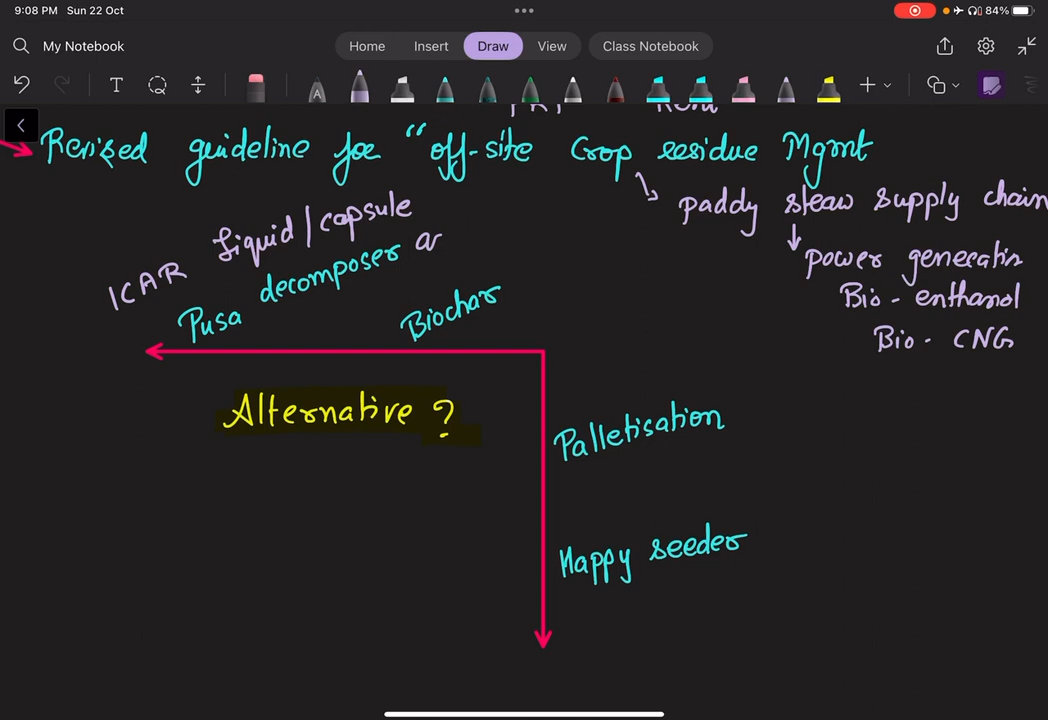 9:08 PM Sun 22 Oct
84%
My Notebook
Home Insert Draw View Class Notebook
T
A
Revised guideline for "off-site Crop residue Mgmt
paddy straw supply chain
power generatin
Bio - enthanol
Bio - CNG
ICAR liquid/capsule
Pusa decomposer or
Biochar
Alternative ?
Palletisation
Happy seeder